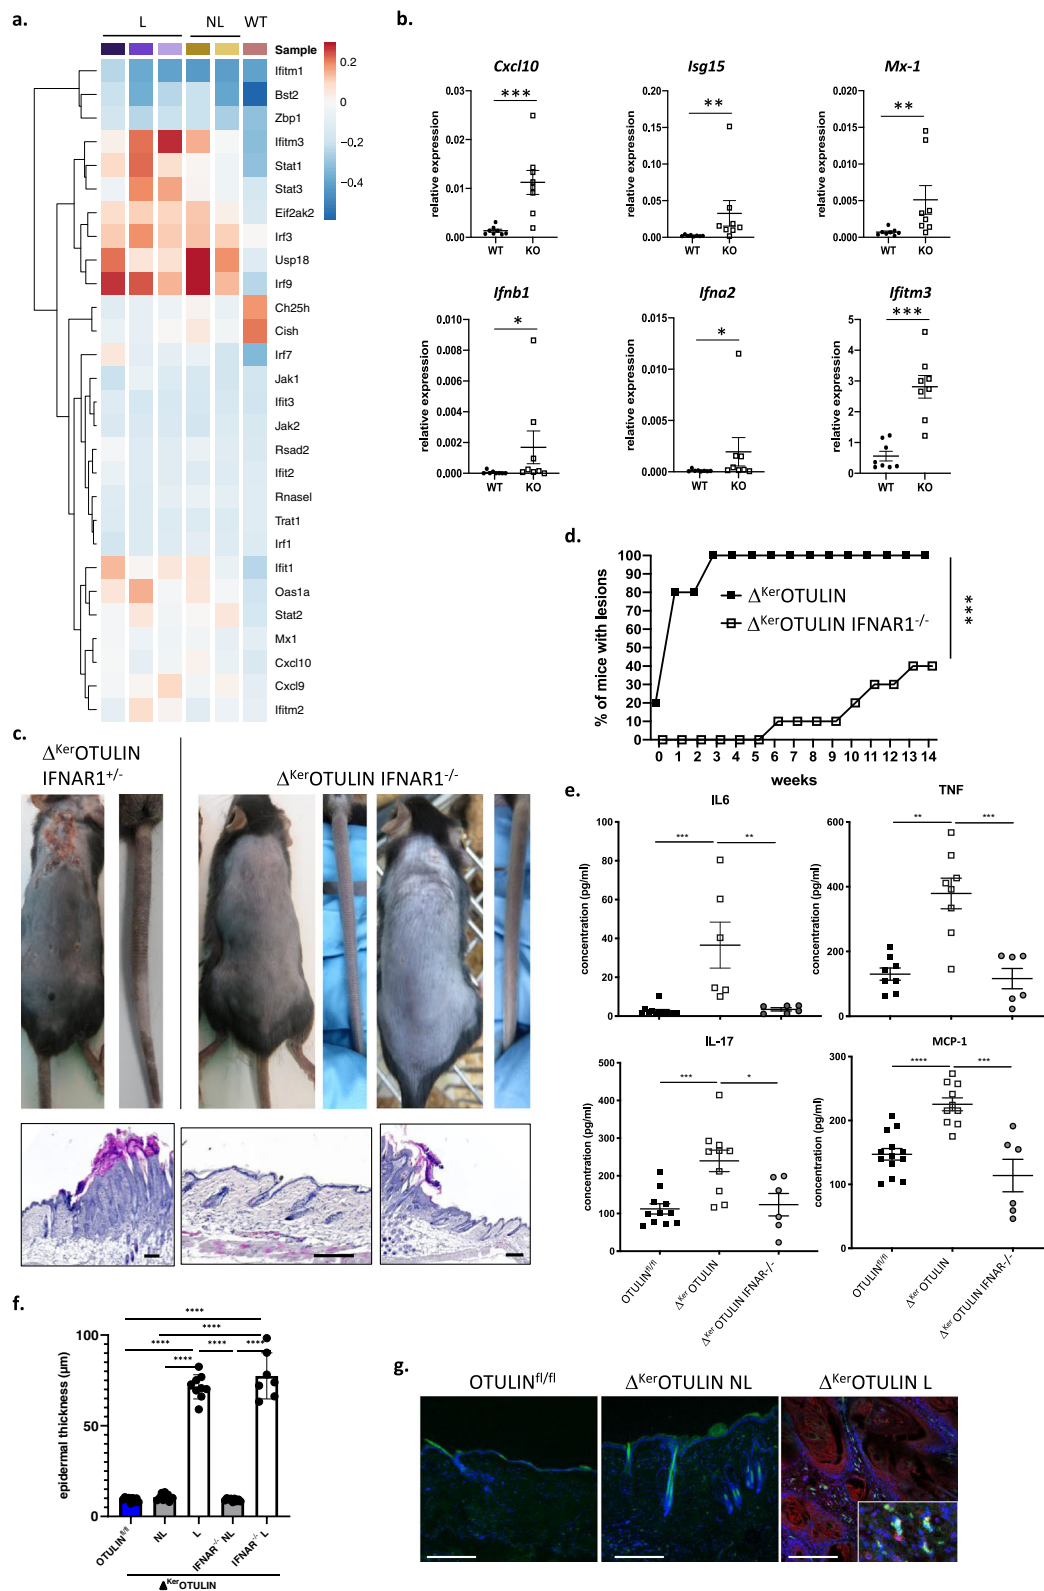 a.
L NL WT
Sample
Ifitm1
Bst2
Zbp1
Ifitm3
Stat1
Stat3
Eif2ak2
Irf3
Usp18
Irf9
Ch25h
Cish
Irf7
Jak1
Ifit3
Jak2
Rsad2
Ifit2
Rnasel
Trat1
Irf1
Ifit1
Oas1a
Stat2
Mx1
Cxcl10
Cxcl9
Ifitm2
0.2
0
−0.2
−0.4
b.
Cxcl10
relative expression
0.03
0.02
0.01
0.00
***
WT KO
Isg15
relative expression
0.20
0.15
0.10
0.05
0.00
**
WT KO
Mx-1
relative expression
0.020
0.015
0.010
0.005
0.000
**
WT KO
Ifnb1
relative expression
0.010
0.008
0.006
0.004
0.002
0.000
*
WT KO
Ifna2
relative expression
0.015
0.010
0.005
0.000
*
WT KO
Ifitm3
relative expression
5
4
3
2
1
0
***
WT KO
c.
ΔKerOTULIN
IFNAR1+/-
ΔKerOTULIN IFNAR1-/-
d.
% of mice with lesions
100
90
80
70
60
50
40
30
20
10
0
ΔKerOTULIN
ΔKerOTULIN IFNAR1-/-
***
0 1 2 3 4 5 6 7 8 9 10 11 12 13 14
weeks
e.
IL6
concentration (pg/ml)
80
60
40
20
0
*** **
TNF
concentration (pg/ml)
600
400
200
0
** ***
IL-17
concentration (pg/ml)
500
400
300
200
100
0
*** *
OTULINfl/fl
ΔKer OTULIN
ΔKer OTULIN IFNAR-/-
MCP-1
concentration (pg/ml)
300
200
100
0
**** ***
OTULINfl/fl
ΔKer OTULIN
ΔKer OTULIN IFNAR-/-
f.
epidermal thickness (µm)
100
50
0
****
****
**** **** ****
****
OTULINfl/fl
NL
L
IFNAR-/- NL
IFNAR-/- L
ΔKerOTULIN
g.
OTULINfl/fl
ΔKerOTULIN NL
ΔKerOTULIN L